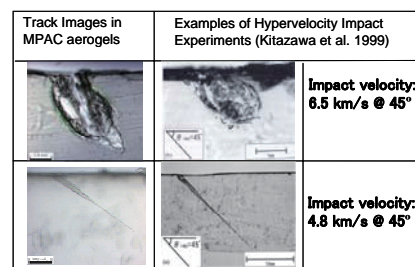 Track Images in
MPAC aerogels
Examples of Hypervelocity Impact
Experiments (Kitazawa et al. 1999)
Impact velocity:
6.5 km/s @ 45°
Impact velocity:
4.8 km/s @ 45°